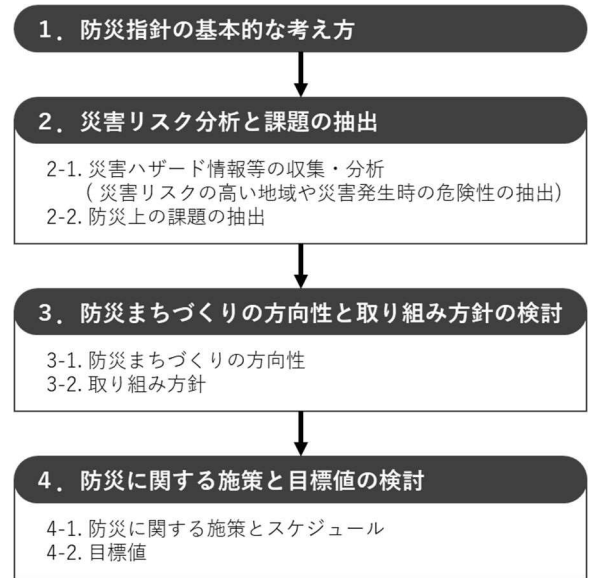 １．防災指針の基本的な考え方
２．災害リスク分析と課題の抽出
2-1. 災害ハザード情報等の収集・分析
( 災害リスクの高い地域や災害発生時の危険性の抽出)
2-2. 防災上の課題の抽出
３．防災まちづくりの方向性と取り組み方針の検討
3-1. 防災まちづくりの方向性
3-2. 取り組み方針
４．防災に関する施策と目標値の検討
4-1. 防災に関する施策とスケジュール
4-2. 目標値